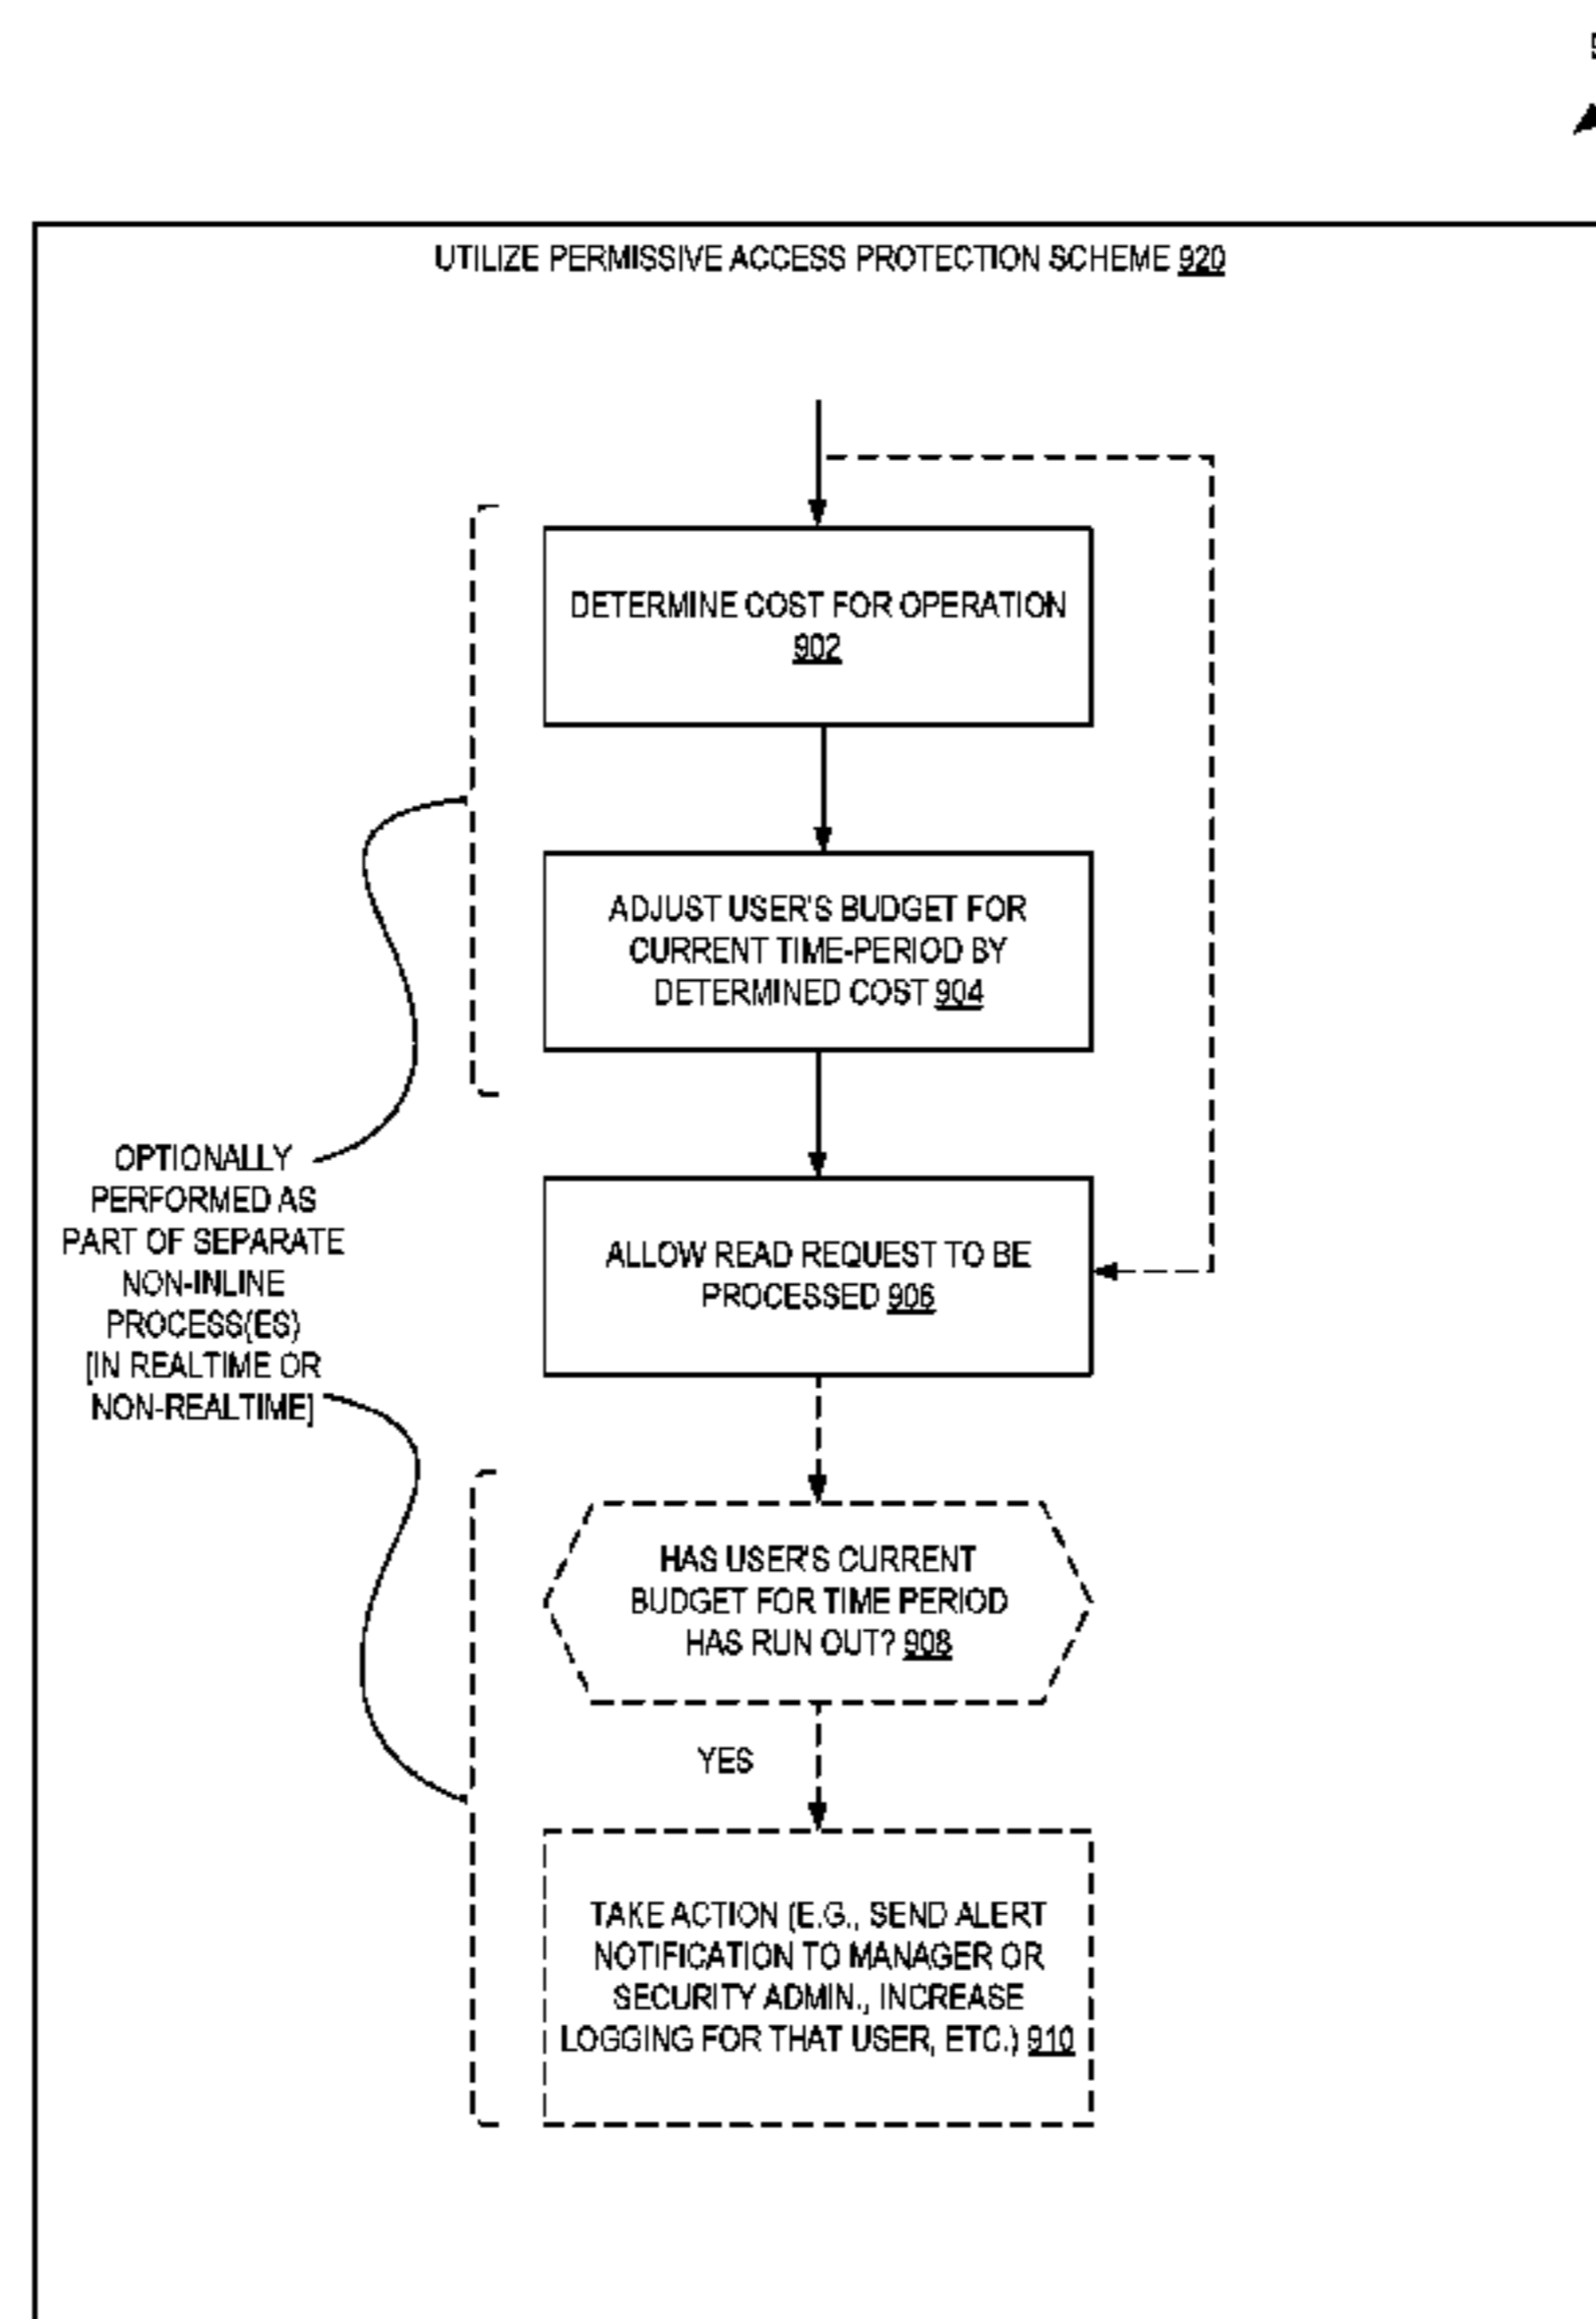 UTILIZE PERMISSIVE ACCESS PROTECTION SCHEME 920
DETERMINE COST FOR OPERATION
902
ADJUST USER'S BUDGET FOR
CURRENT TIME-PERIOD BY
DETERMINED COST 904
OPTIONALLY
PERFORMED AS
PART OF SEPARATE
NON-INLINE
PROCESS(ES)
[IN REALTIME OR
NON-REALTIME]
ALLOW READ REQUEST TO BE
PROCESSED 906
HAS USER'S CURRENT
BUDGET FOR TIME PERIOD
HAS RUN OUT? 908
YES
TAKE ACTION (E.G., SEND ALERT
NOTIFICATION TO MANAGER OR
SECURITY ADMIN., INCREASE
LOGGING FOR THAT USER, ETC.) 910